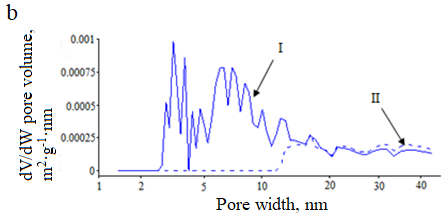 b
dV/dW pore volume,
m²·g⁻¹·nm
0.001
0.00075
0.0005
0.00025
0
I
II
1 2 5 10 20 30 40
Pore width, nm